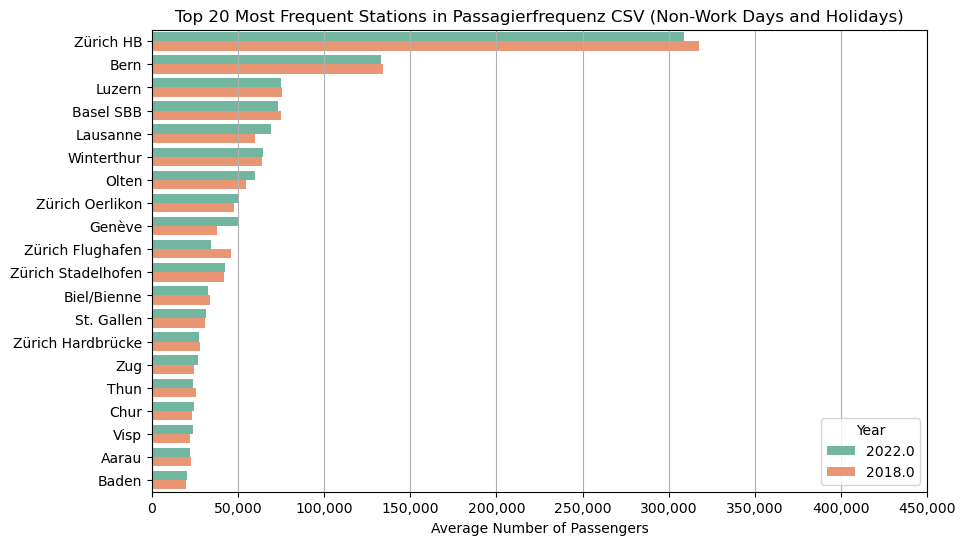 Top 20 Most Frequent Stations in Passagierfrequenz CSV (Non-Work Days and Holidays)
Zürich HB
Bern
Luzern
Basel SBB
Lausanne
Winterthur
Olten
Zürich Oerlikon
Genève
Zürich Flughafen
Zürich Stadelhofen
Biel/Bienne
St. Gallen
Zürich Hardbrücke
Zug
Thun
Chur
Visp
Aarau
Baden
Year
2022.0
2018.0
0 50,000 100,000 150,000 200,000 250,000 300,000 350,000 400,000 450,000
Average Number of Passengers